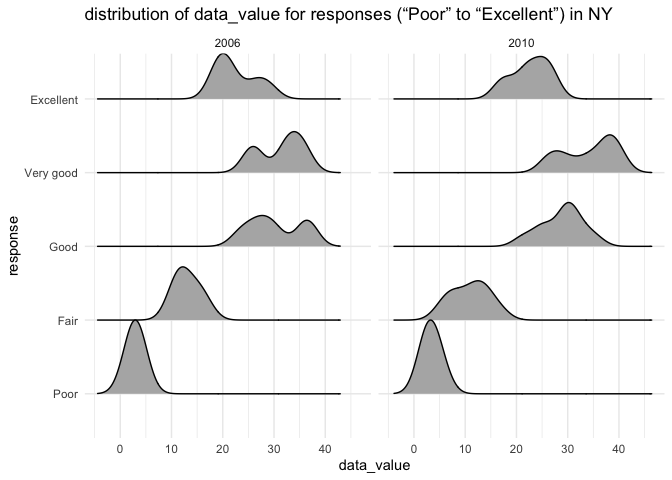 distribution of data_value for responses (“Poor” to “Excellent”) in NY
2006 2010
Excellent
Very good
Good
Fair
Poor
response
0 10 20 30 40 0 10 20 30 40
data_value